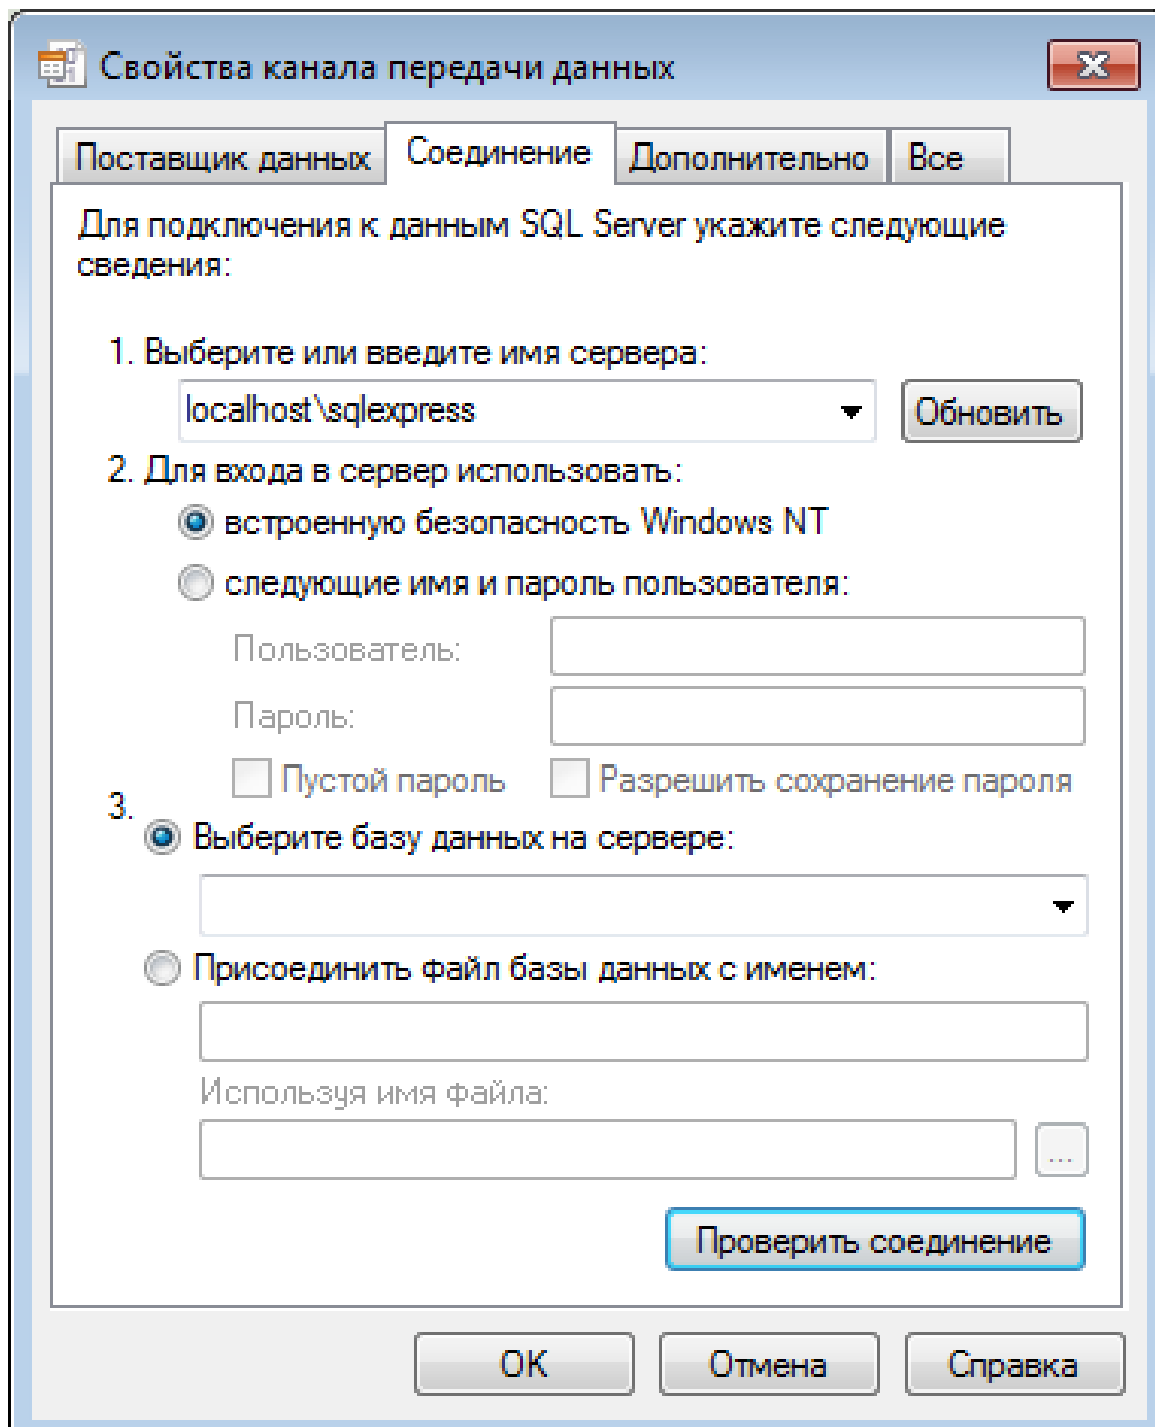 Свойства канала передачи данных
Поставщик данных Соединение Дополнительно Все
Для подключения к данным SQL Server укажите следующие
сведения:
1. Выберите или введите имя сервера:
localhost\sqlexpress Обновить
2. Для входа в сервер использовать:
встроенную безопасность Windows NT
следующие имя и пароль пользователя:
Пользователь:
Пароль:
Пустой пароль Разрешить сохранение пароля
3.
Выберите базу данных на сервере:
Присоединить файл базы данных с именем:
Используя имя файла:
...
Проверить соединение
OK Отмена Справка